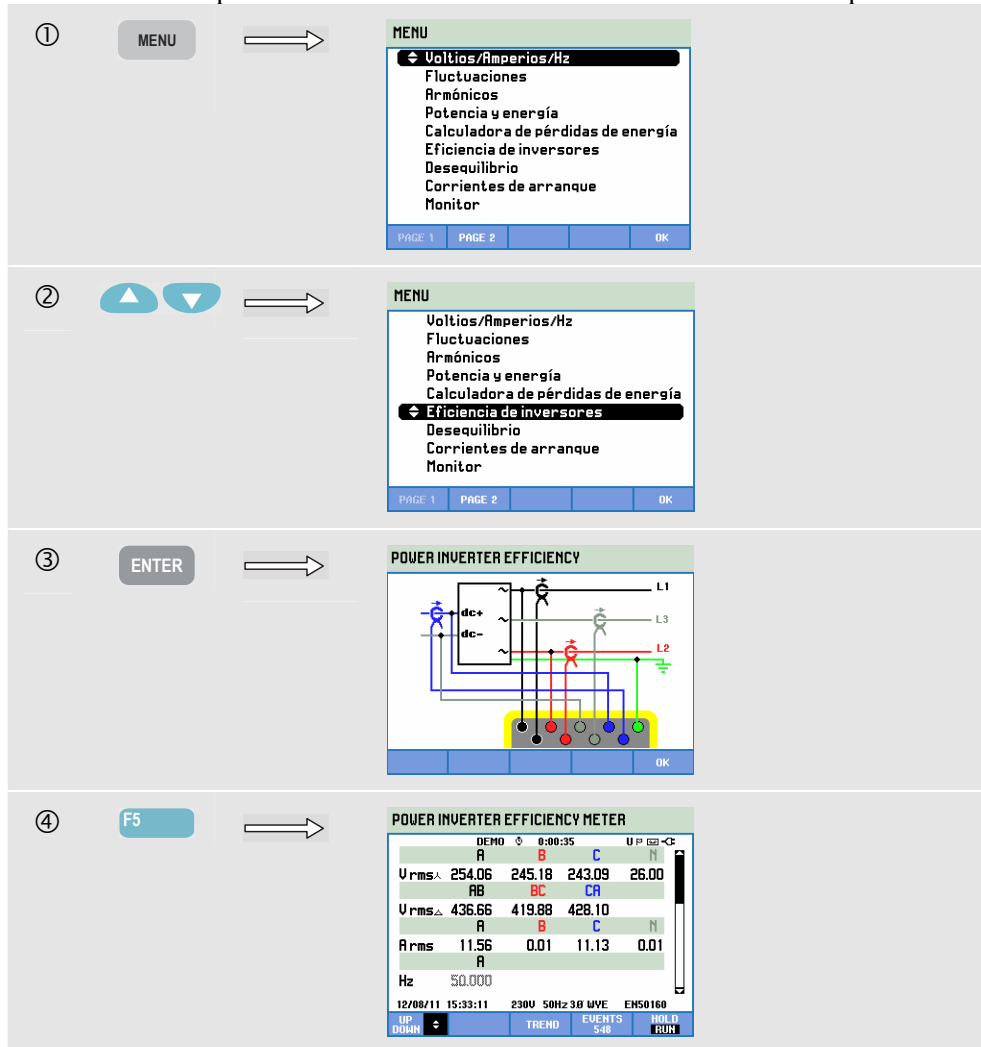 ①
MENU
MENU
Voltios/Amperios/Hz
Fluctuaciones
Armónicos
Potencia y energía
Calculadora de pérdidas de energía
Eficiencia de inversores
Desequilibrio
Corrientes de arranque
Monitor
PAGE 1 PAGE 2 OK
②
MENU
Voltios/Amperios/Hz
Fluctuaciones
Armónicos
Potencia y energía
Calculadora de pérdidas de energía
Eficiencia de inversores
Desequilibrio
Corrientes de arranque
Monitor
PAGE 1 PAGE 2 OK
③
ENTER
POWER INVERTER EFFICIENCY
L1
dc+
L3
dc-
L2
OK
④
F5
POWER INVERTER EFFICIENCY METER
DEMO 0:00:35 U
A B C N
V rms 254.06 245.18 243.09 26.00
AB BC CA
V rms 436.66 419.88 428.10
A B C N
A rms 11.56 0.01 11.13 0.01
A
Hz 50.000
12/08/11 15:33:11 230V 50Hz 3.0 WYE EN50160
UP DOWN TREND EVENTS 548 HOLD RUN